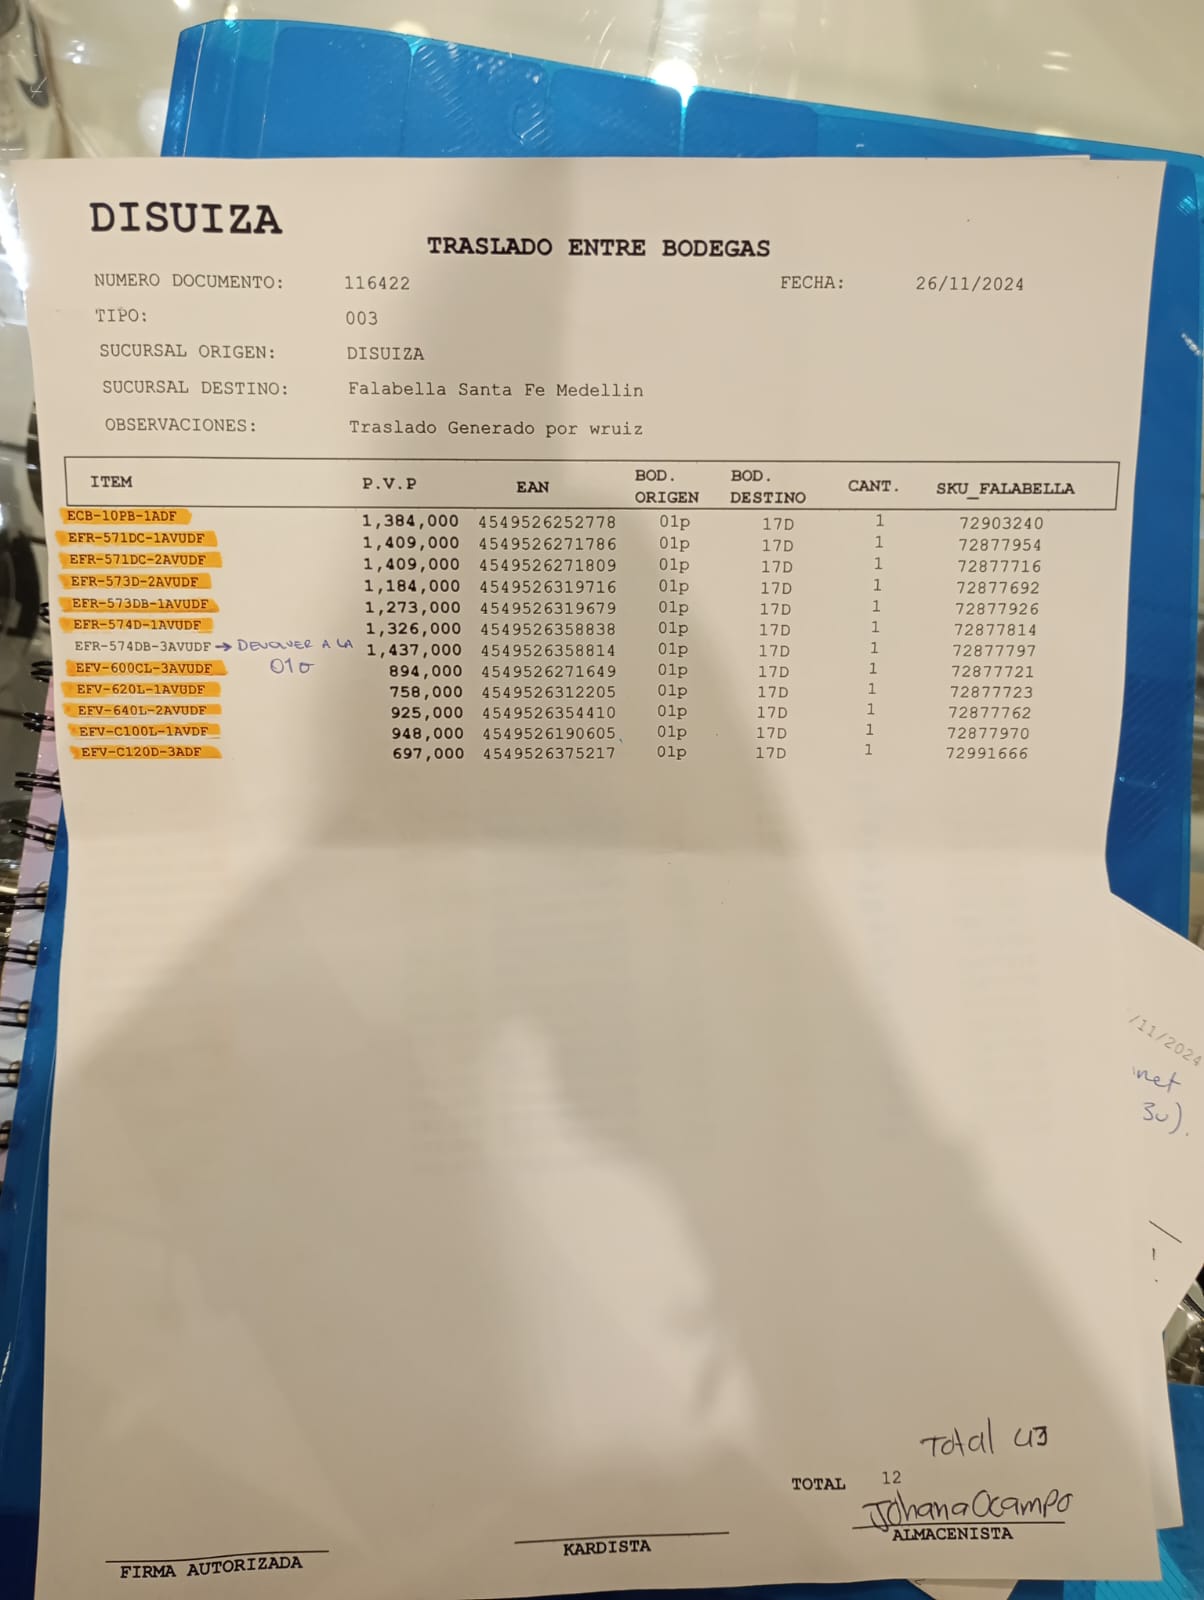 DISUIZA
TRASLADO ENTRE BODEGAS
NUMERO DOCUMENTO: 116422 FECHA: 26/11/2024
TIPO: 003
SUCURSAL ORIGEN: DISUIZA
SUCURSAL DESTINO: Falabella Santa Fe Medellin
OBSERVACIONES: Traslado Generado por wruiz
ITEM P.V.P EAN BOD. ORIGEN BOD. DESTINO CANT. SKU_FALABELLA
ECB-10PB-1ADF 1,384,000 4549526252778 01p 17D 1 72903240
EFR-571DC-1AVUDF 1,409,000 4549526271786 01p 17D 1 72877954
EFR-571DC-2AVUDF 1,409,000 4549526271809 01p 17D 1 72877716
EFR-573D-2AVUDF 1,184,000 4549526319716 01p 17D 1 72877692
EFR-573DB-1AVUDF 1,273,000 4549526319679 01p 17D 1 72877926
EFR-574D-1AVUDF 1,326,000 4549526358838 01p 17D 1 72877814
EFR-574DB-3AVUDF → DEVOLVER A LA 1,437,000 4549526358814 01p 17D 1 72877797
EFV-600CL-3AVUDF 894,000 4549526271649 01p 17D 1 72877721
EFV-620L-1AVUDF 758,000 4549526312205 01p 17D 1 72877723
EFV-640L-2AVUDF 925,000 4549526354410 01p 17D 1 72877762
EFV-C100L-1AVDF 948,000 4549526190605 01p 17D 1 72877970
EFV-C120D-3ADF 697,000 4549526375217 01p 17D 1 72991666
/11/2024
Total 43
TOTAL 12
Johana Ocampo
ALMACENISTA
KARDISTA
FIRMA AUTORIZADA